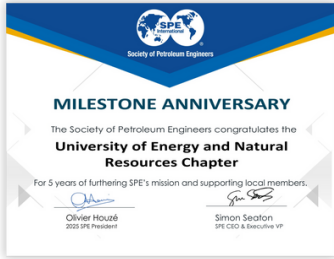 SPE
International
Society of Petroleum Engineers
MILESTONE ANNIVERSARY
The Society of Petroleum Engineers congratulates the
University of Energy and Natural
Resources Chapter
For 5 years of furthering SPE's mission and supporting local members.
Olivier Houzé
2025 SPE President
Simon Seaton
SPE CEO & Executive VP